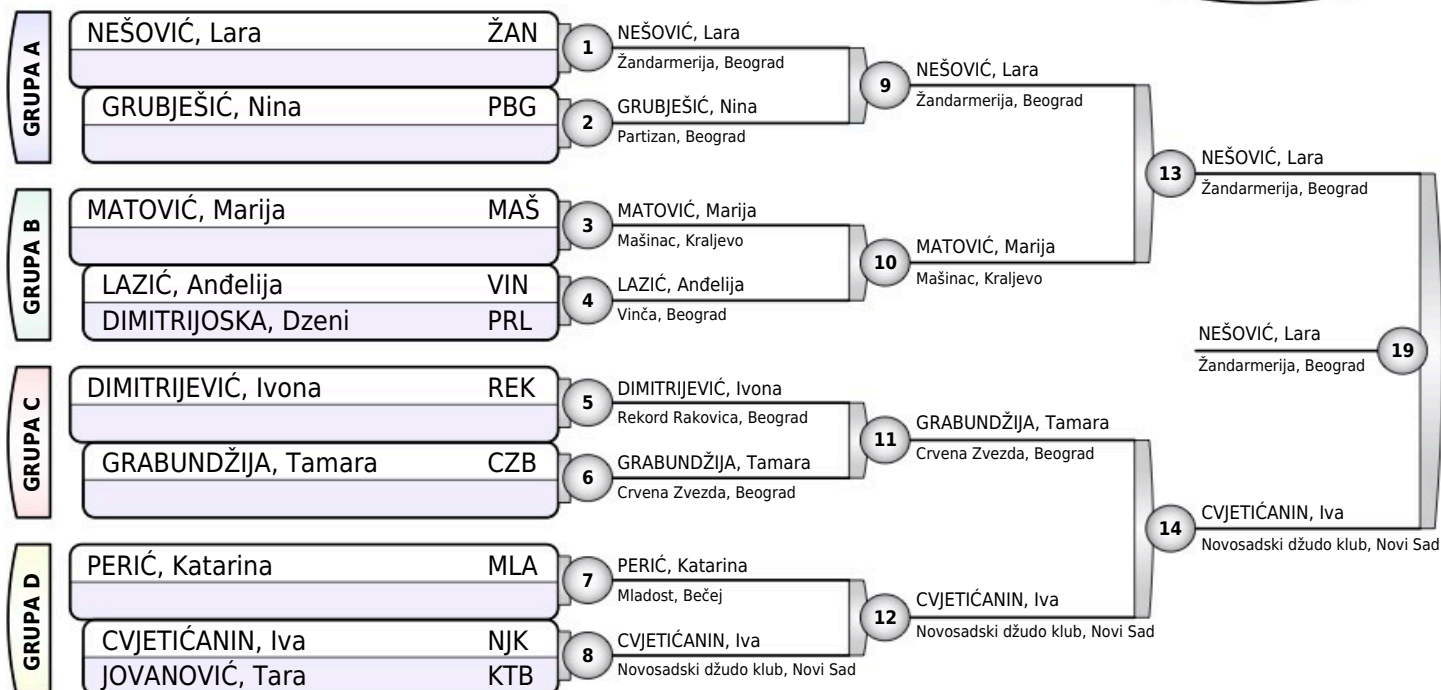 GRUPA A
NEŠOVIĆ, Lara ŽAN
GRUBJEŠIĆ, Nina PBG
GRUPA B
MATOVIĆ, Marija MAŠ
LAZIĆ, Anđelija VIN
DIMITRIJOSKA, Dzeni PRL
GRUPA C
DIMITRIJEVIĆ, Ivona REK
GRABUNDŽIJA, Tamara CZB
GRUPA D
PERIĆ, Katarina MLA
CVJETIĆANIN, Iva NJK
JOVANOVIĆ, Tara KTB
1
NEŠOVIĆ, Lara
Žandarmerija, Beograd
2
GRUBJEŠIĆ, Nina
Partizan, Beograd
3
MATOVIĆ, Marija
Mašinac, Kraljevo
4
LAZIĆ, Anđelija
Vinča, Beograd
5
DIMITRIJEVIĆ, Ivona
Rekord Rakovica, Beograd
6
GRABUNDŽIJA, Tamara
Crvena Zvezda, Beograd
7
PERIĆ, Katarina
Mladost, Bečej
8
CVJETIĆANIN, Iva
Novosadski džudo klub, Novi Sad
9
NEŠOVIĆ, Lara
Žandarmerija, Beograd
10
MATOVIĆ, Marija
Mašinac, Kraljevo
11
GRABUNDŽIJA, Tamara
Crvena Zvezda, Beograd
12
CVJETIĆANIN, Iva
Novosadski džudo klub, Novi Sad
13
NEŠOVIĆ, Lara
Žandarmerija, Beograd
14
CVJETIĆANIN, Iva
Novosadski džudo klub, Novi Sad
NEŠOVIĆ, Lara
Žandarmerija, Beograd
19